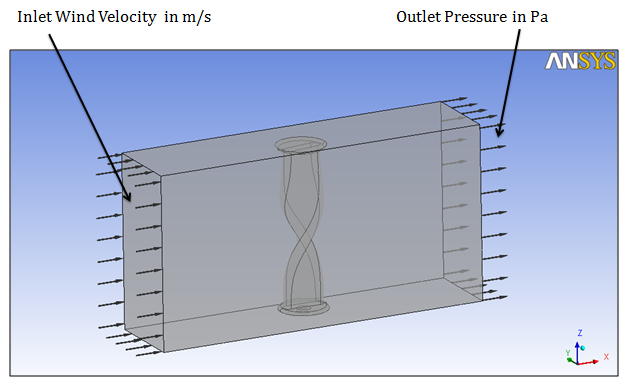 Inlet Wind Velocity in m/s
Outlet Pressure in Pa
ANSYS
Z
Y
X